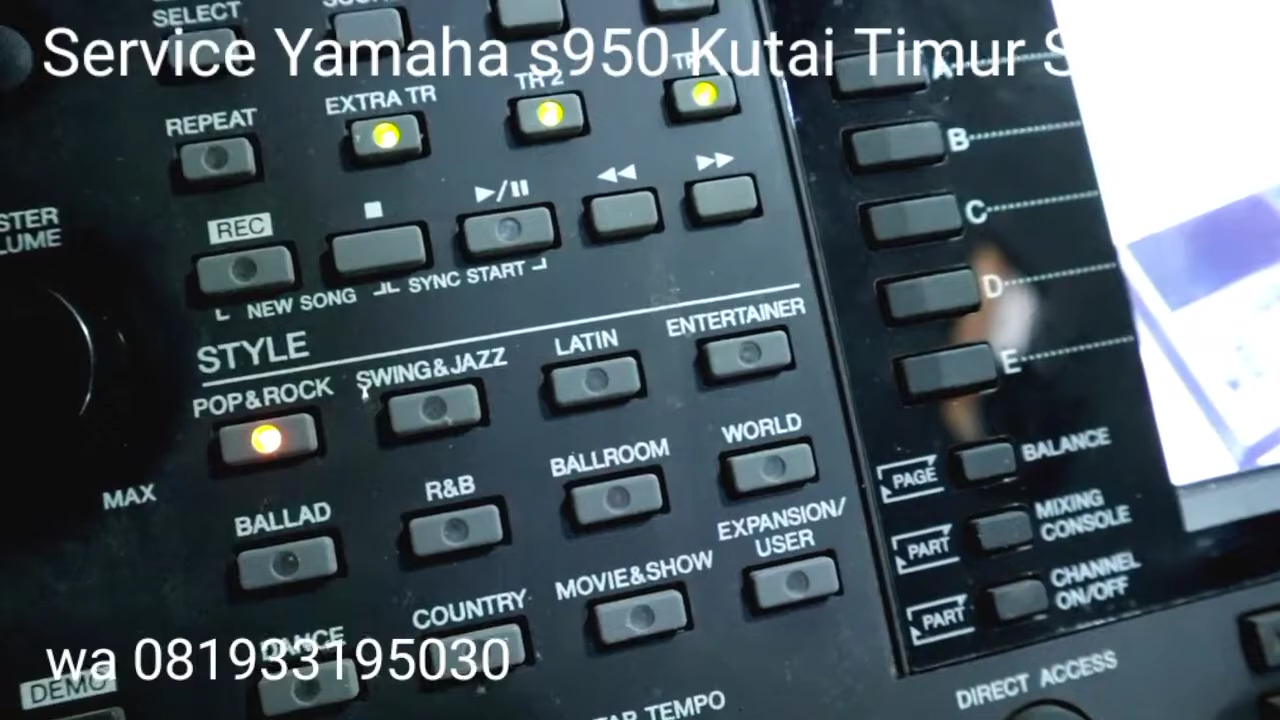 SELECT
Service Yamaha s950 Kutai Timur
REPEAT
EXTRA TR
TR 2
A
B
C
D
E
REC
NEW SONG
SYNC START
STYLE
POP&ROCK
SWING&JAZZ
LATIN
ENTERTAINER
MAX
BALLAD
R&B
BALLROOM
WORLD
DANCE
COUNTRY
MOVIE&SHOW
EXPANSION/
USER
PAGE
BALANCE
PART
MIXING
CONSOLE
PART
CHANNEL
ON/OFF
wa 081933195030
DEMO
TEMPO
DIRECT ACCESS